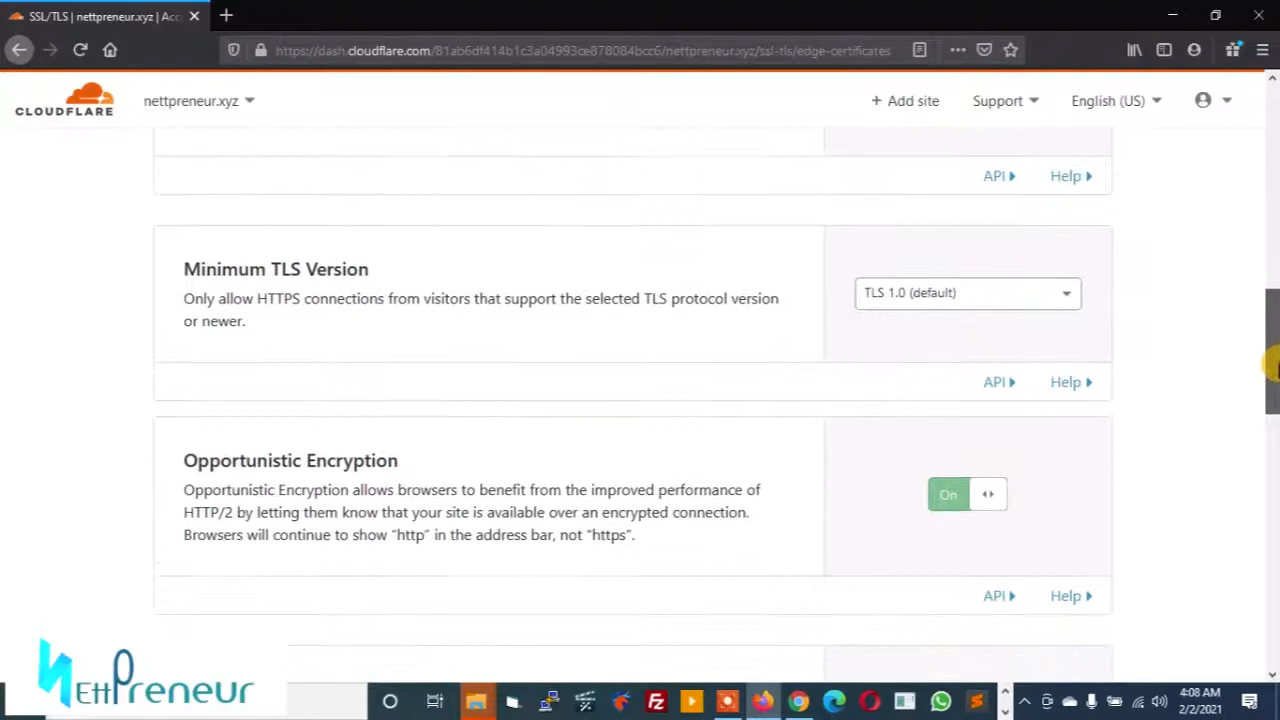 SSL/TLS | nettpreneur.xyz | Acc
https://dash.cloudflare.com/81ab6df414b1c3a04993ce878084bcc6/nettpreneur.xyz/ssl-tls/edge-certificates
CLOUDFLARE
nettpreneur.xyz
+ Add site
Support
English (US)
API
Help
Minimum TLS Version
Only allow HTTPS connections from visitors that support the selected TLS protocol version
or newer.
TLS 1.0 (default)
API
Help
Opportunistic Encryption
Opportunistic Encryption allows browsers to benefit from the improved performance of
HTTP/2 by letting them know that your site is available over an encrypted connection.
Browsers will continue to show “http” in the address bar, not “https”.
On
API
Help
NEttPreneur
Fz
4:08 AM
2/2/2021